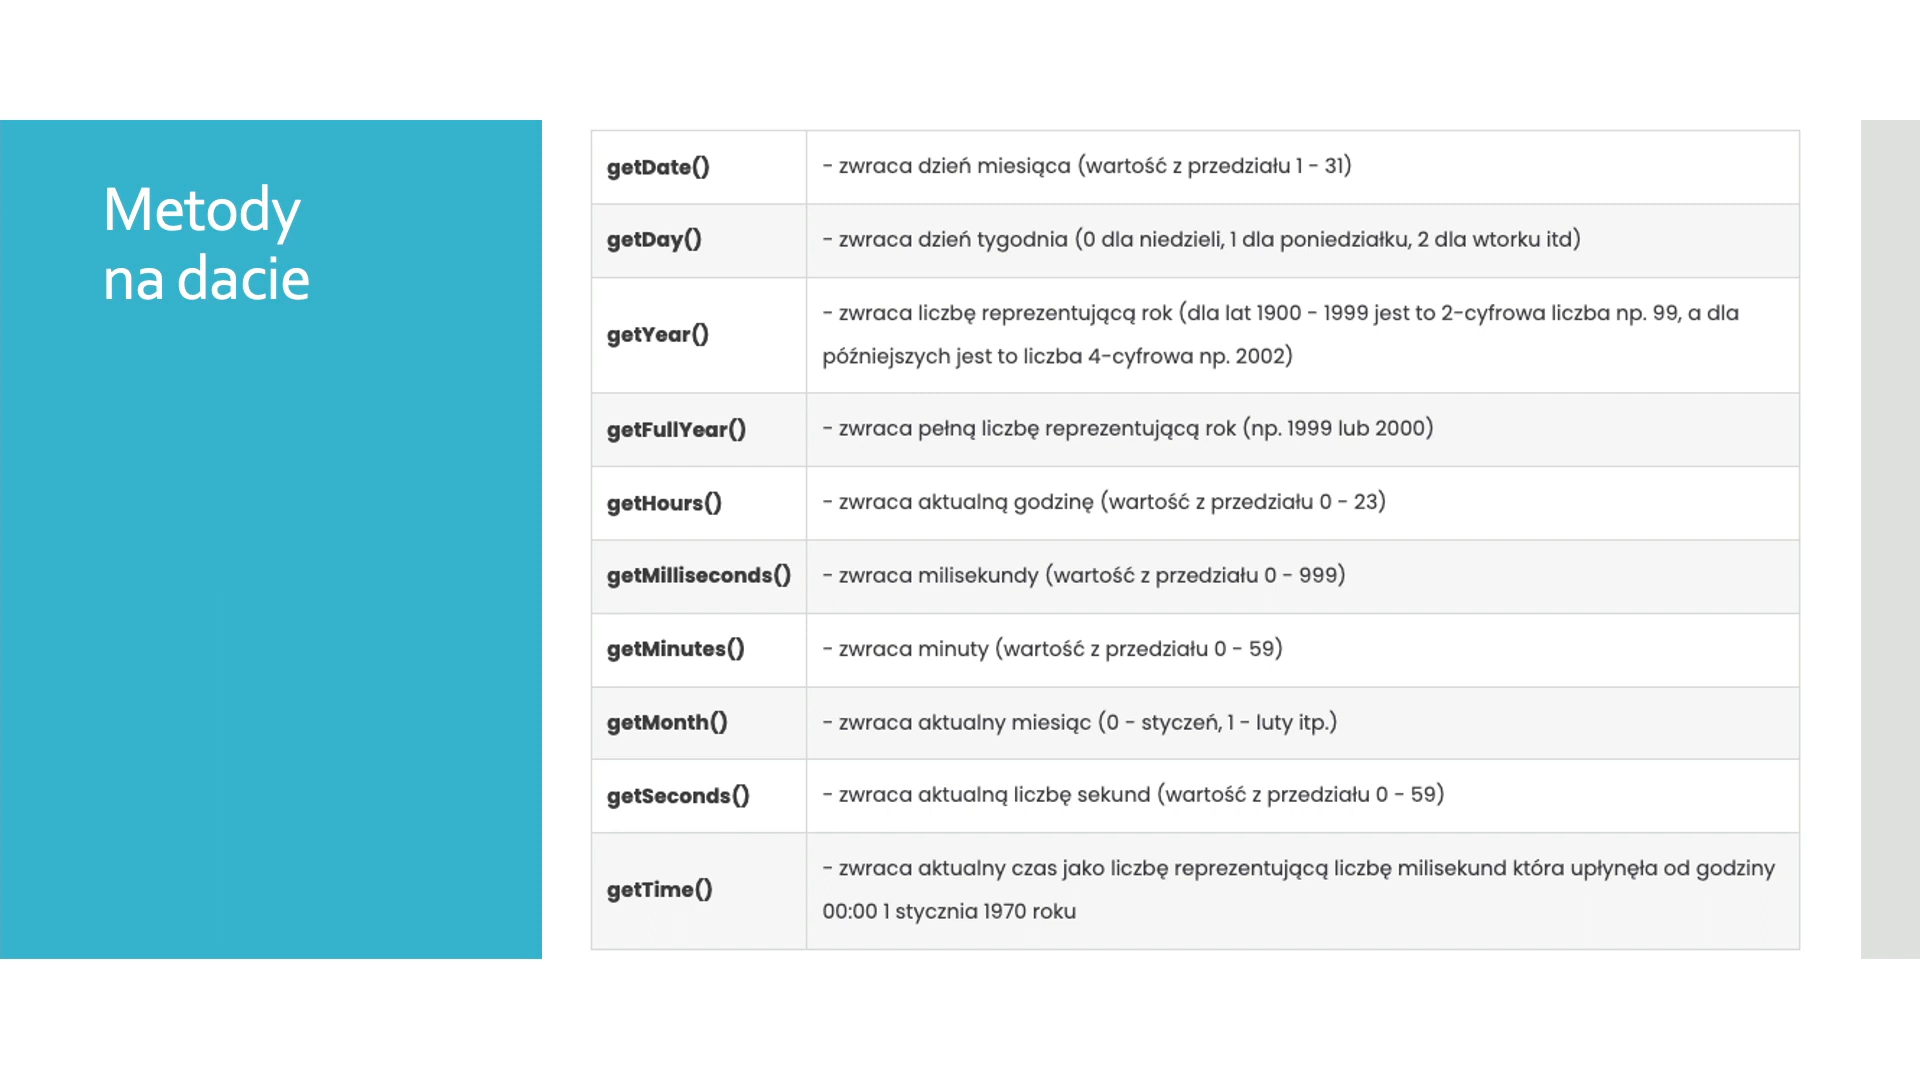 Metody
na dacie
getDate()
- zwraca dzień miesiąca (wartość z przedziału 1 - 31)
getDay()
- zwraca dzień tygodnia (0 dla niedzieli, 1 dla poniedziałku, 2 dla wtorku itd)
getYear()
- zwraca liczbę reprezentującą rok (dla lat 1900 - 1999 jest to 2-cyfrowa liczba np. 99, a dla
późniejszych jest to liczba 4-cyfrowa np. 2002)
getFullYear()
- zwraca pełną liczbę reprezentującą rok (np. 1999 lub 2000)
getHours()
- zwraca aktualną godzinę (wartość z przedziału 0 - 23)
getMilliseconds()
- zwraca milisekundy (wartość z przedziału 0 - 999)
getMinutes()
- zwraca minuty (wartość z przedziału 0 - 59)
getMonth()
- zwraca aktualny miesiąc (0 - styczeń, 1 - luty itp.)
getSeconds()
- zwraca aktualną liczbę sekund (wartość z przedziału 0 - 59)
getTime()
- zwraca aktualny czas jako liczbę reprezentującą liczbę milisekund która upłynęła od godziny
00:00 1 stycznia 1970 roku